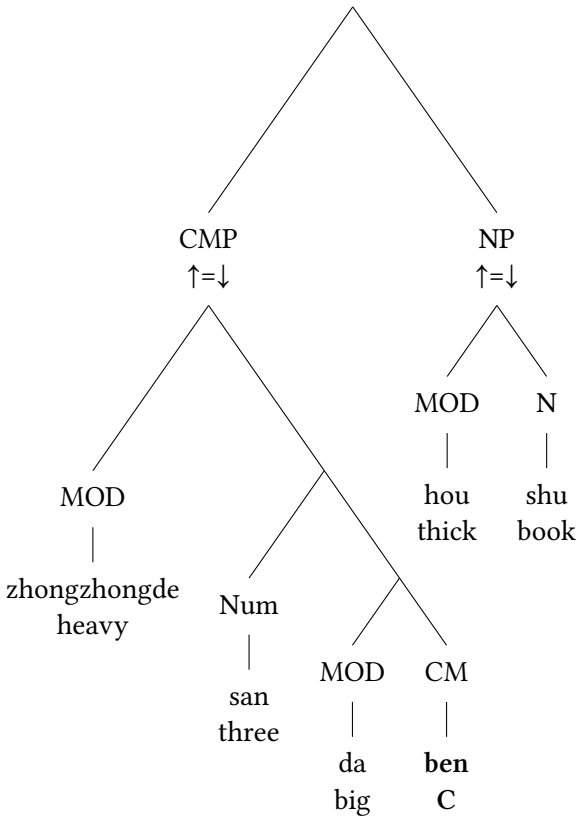 CMP NP
↑=↓ ↑=↓
MOD N
hou shu
thick book
MOD
zhongzhongde
heavy
Num
san
three
MOD CM
da ben
big C